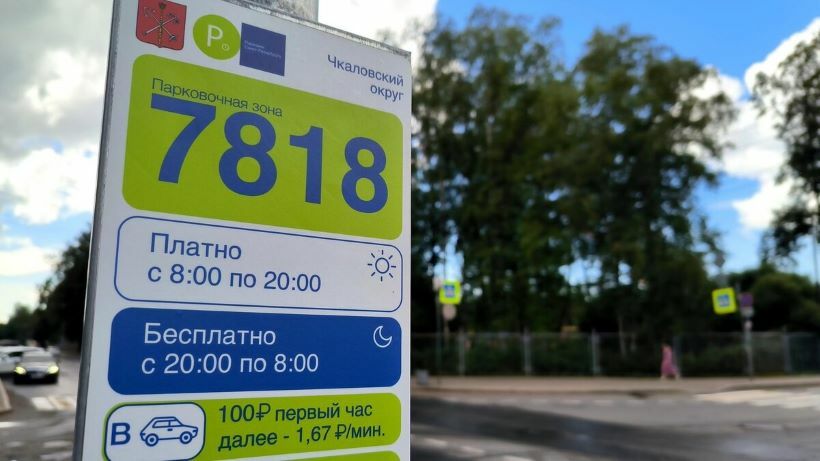 P
Чкаловский
округ
Парковочная зона
7818
Платно
с 8:00 по 20:00
Бесплатно
с 20:00 по 8:00
B
100₽ первый час
далее - 1,67 ₽/мин.